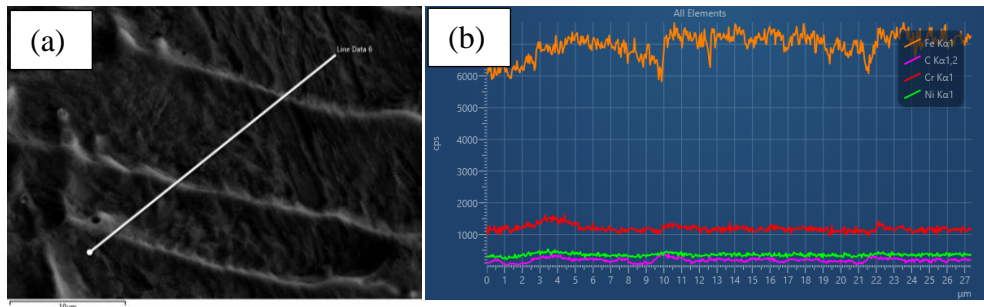 (a)
Line Data 6
10μm
(b)
All Elements
Fe Kα1
C Kα1,2
Cr Kα1
Ni Kα1
cps
6000
5000
4000
3000
2000
1000
0 1 2 3 4 5 6 7 8 9 10 11 12 13 14 15 16 17 18 19 20 21 22 23 24 25 26 27
μm